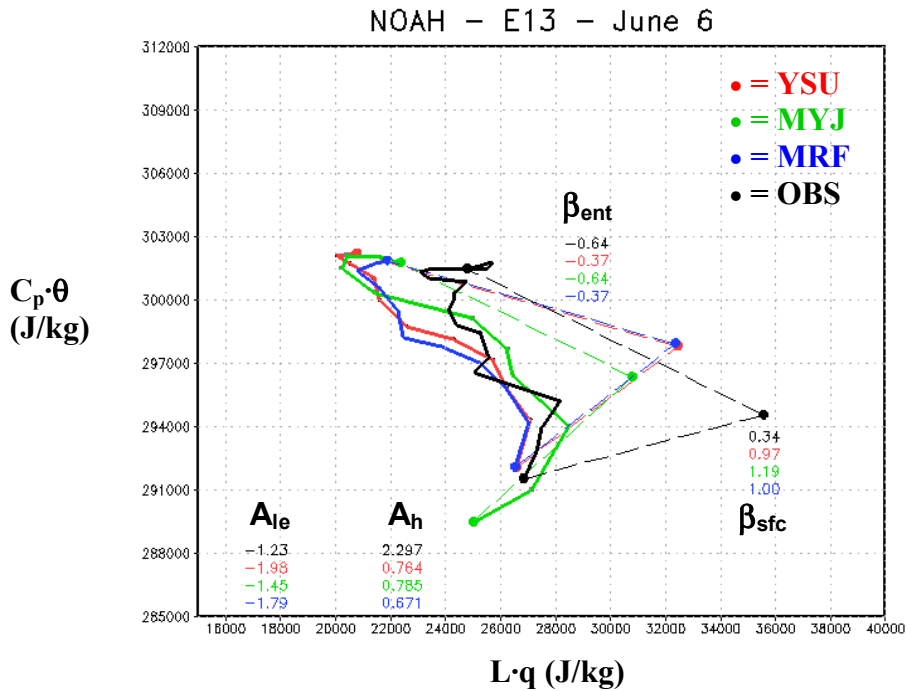 NOAH – E13 – June 6
312000
309000
306000
303000
300000
297000
294000
291000
288000
285000
Cp·θ
(J/kg)
• = YSU
• = MYJ
• = MRF
• = OBS
βent
−0.64
−0.37
−0.64
−0.37
0.34
0.97
1.19
1.00
βsfc
Ale
−1.23
−1.98
−1.45
−1.79
Ah
2.297
0.764
0.785
0.671
16000 18000 20000 22000 24000 26000 28000 30000 32000 34000 36000 38000 40000
L·q (J/kg)